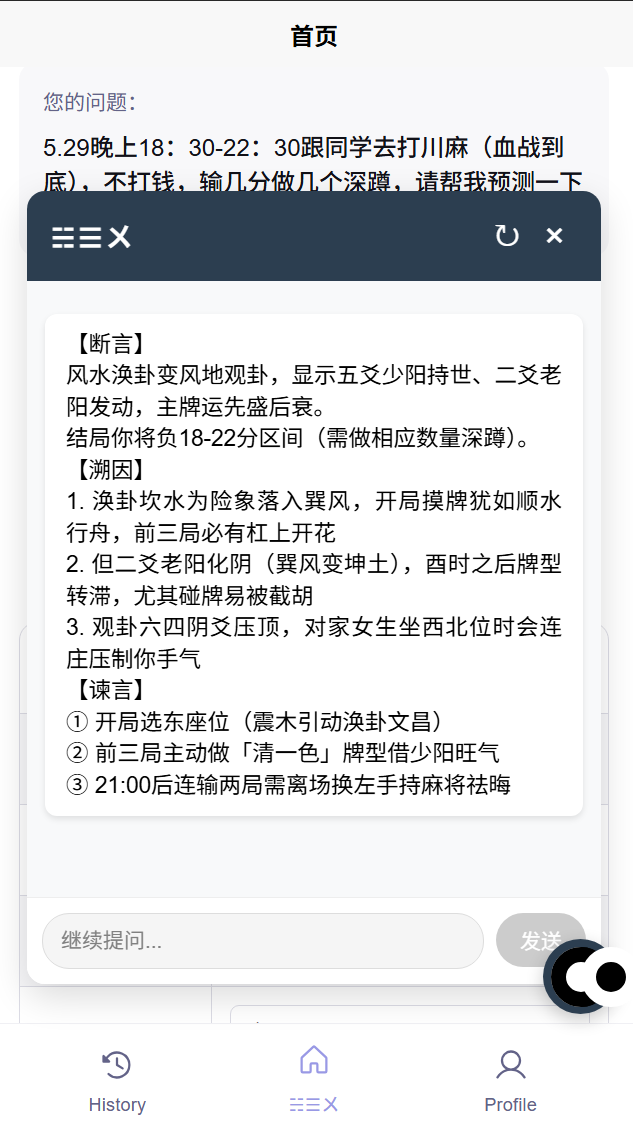 首页
您的问题：
5.29晚上18：30-22：30跟同学去打川麻（血战到
底），不打钱，输几分做几个深蹲，请帮我预测一下
☵☰乂
↻ ×
【断言】
风水涣卦变风地观卦，显示五爻少阳持世、二爻老
阳发动，主牌运先盛后衰。
结局你将负18-22分区间（需做相应数量深蹲）。
【溯因】
1. 涣卦坎水为险象落入巽风，开局摸牌犹如顺水
行舟，前三局必有杠上开花
2. 但二爻老阳化阴（巽风变坤土），酉时之后牌型
转滞，尤其碰牌易被截胡
3. 观卦六四阴爻压顶，对家女生坐西北位时会连
庄压制你手气
【谏言】
① 开局选东座位（震木引动涣卦文昌）
② 前三局主动做「清一色」牌型借少阳旺气
③ 21:00后连输两局需离场换左手持麻将祛晦
继续提问...
发送
History
☵☰乂
Profile